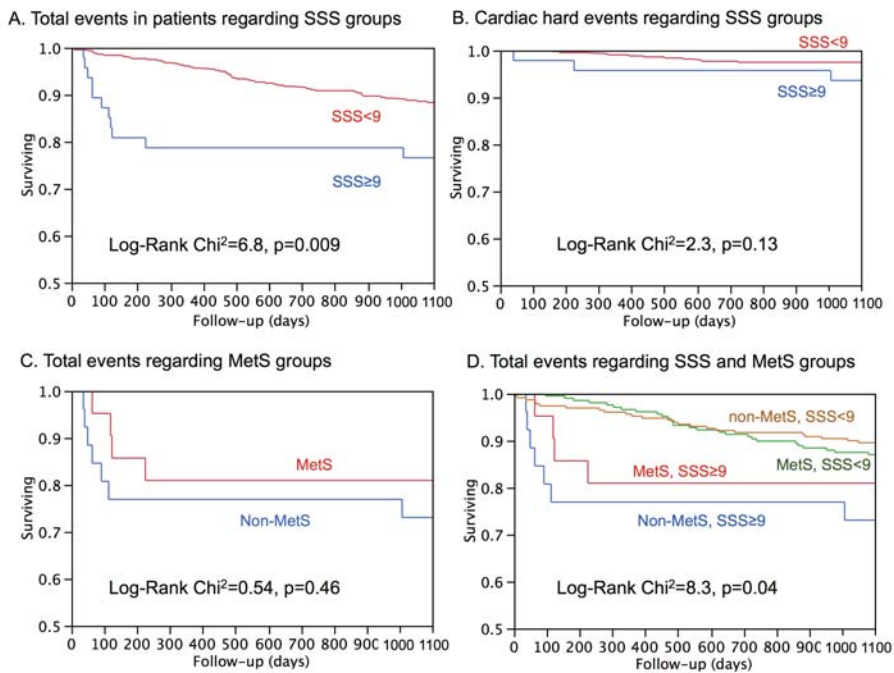 A. Total events in patients regarding SSS groups
1.0
0.9
0.8
0.7
0.6
0.5
Surviving
SSS<9
SSS≥9
Log-Rank Chi²=6.8, p=0.009
0 100 200 300 400 500 600 700 800 900 1000 1100
Follow-up (days)
B. Cardiac hard events regarding SSS groups
1.0
0.9
0.8
0.7
0.6
0.5
Surviving
SSS<9
SSS≥9
Log-Rank Chi²=2.3, p=0.13
0 100 200 300 400 500 600 700 800 900 1000 1100
Follow-up (days)
C. Total events regarding MetS groups
1.0
0.9
0.8
0.7
0.6
0.5
Surviving
MetS
Non-MetS
Log-Rank Chi²=0.54, p=0.46
0 100 200 300 400 500 600 700 800 900 1000 1100
Follow-up (days)
D. Total events regarding SSS and MetS groups
1.0
0.9
0.8
0.7
0.6
0.5
Surviving
non-MetS, SSS<9
MetS, SSS<9
MetS, SSS≥9
Non-MetS, SSS≥9
Log-Rank Chi²=8.3, p=0.04
0 100 200 300 400 500 600 700 800 900 1000 1100
Follow-up (days)